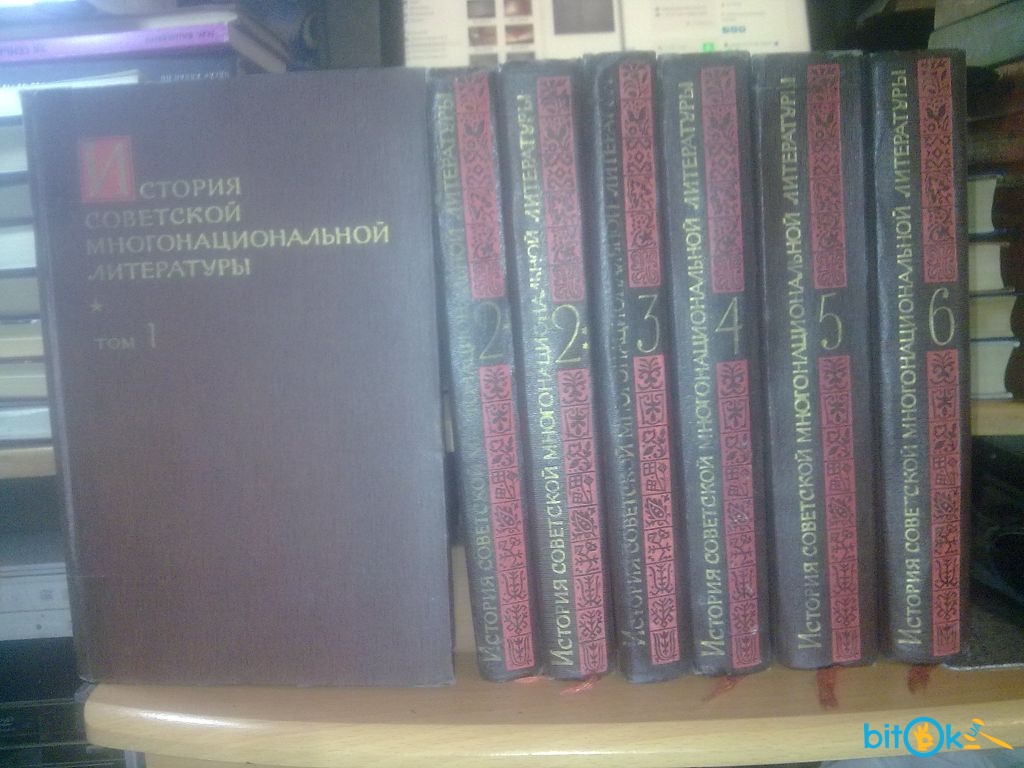 История
СОВЕТСКОЙ
МНОГОНАЦИОНАЛЬНОЙ
ЛИТЕРАТУРЫ
*
ТОМ 1
История советской многонациональной литературы
2*
История советской многонациональной литературы
2**
История советской многонациональной литературы
3
История советской многонациональной литературы
4
История советской многонациональной литературы
5
История советской многонациональной литературы
6
bitok
UA